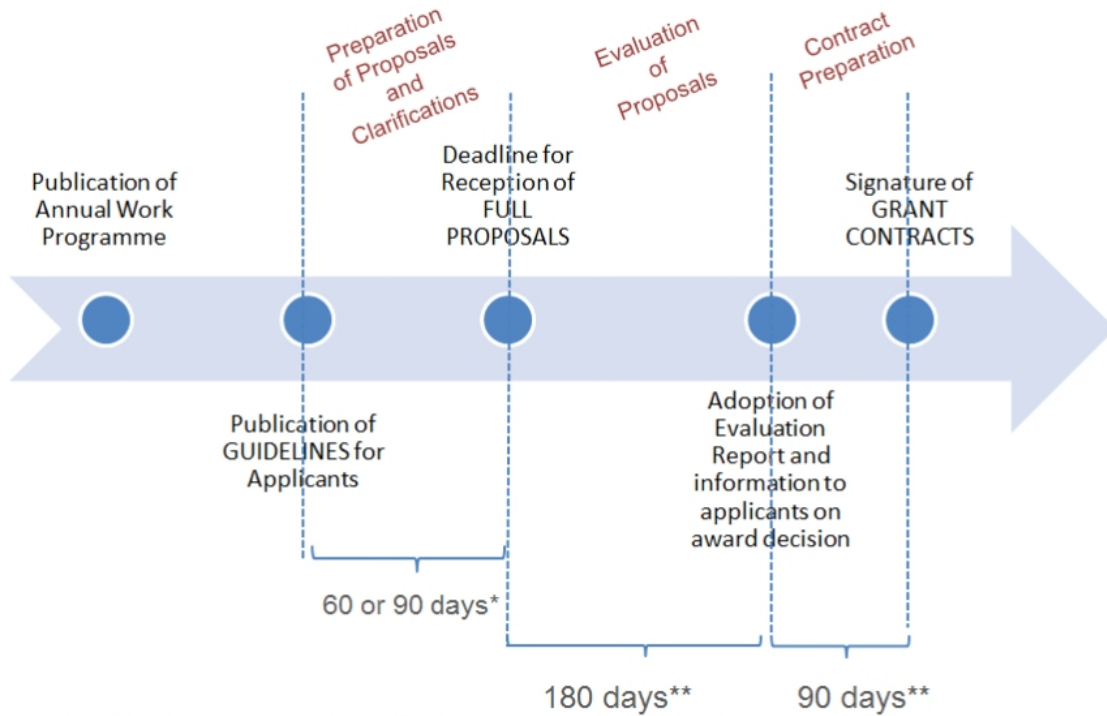 Preparation
of Proposals
and
Clarifications
Evaluation
of
Proposals
Contract
Preparation
Publication of
Annual Work
Programme
Deadline for
Reception of
FULL
PROPOSALS
Signature of
GRANT
CONTRACTS
Publication of
GUIDELINES for
Applicants
Adoption of
Evaluation
Report and
information to
applicants on
award decision
60 or 90 days*
180 days**
90 days**